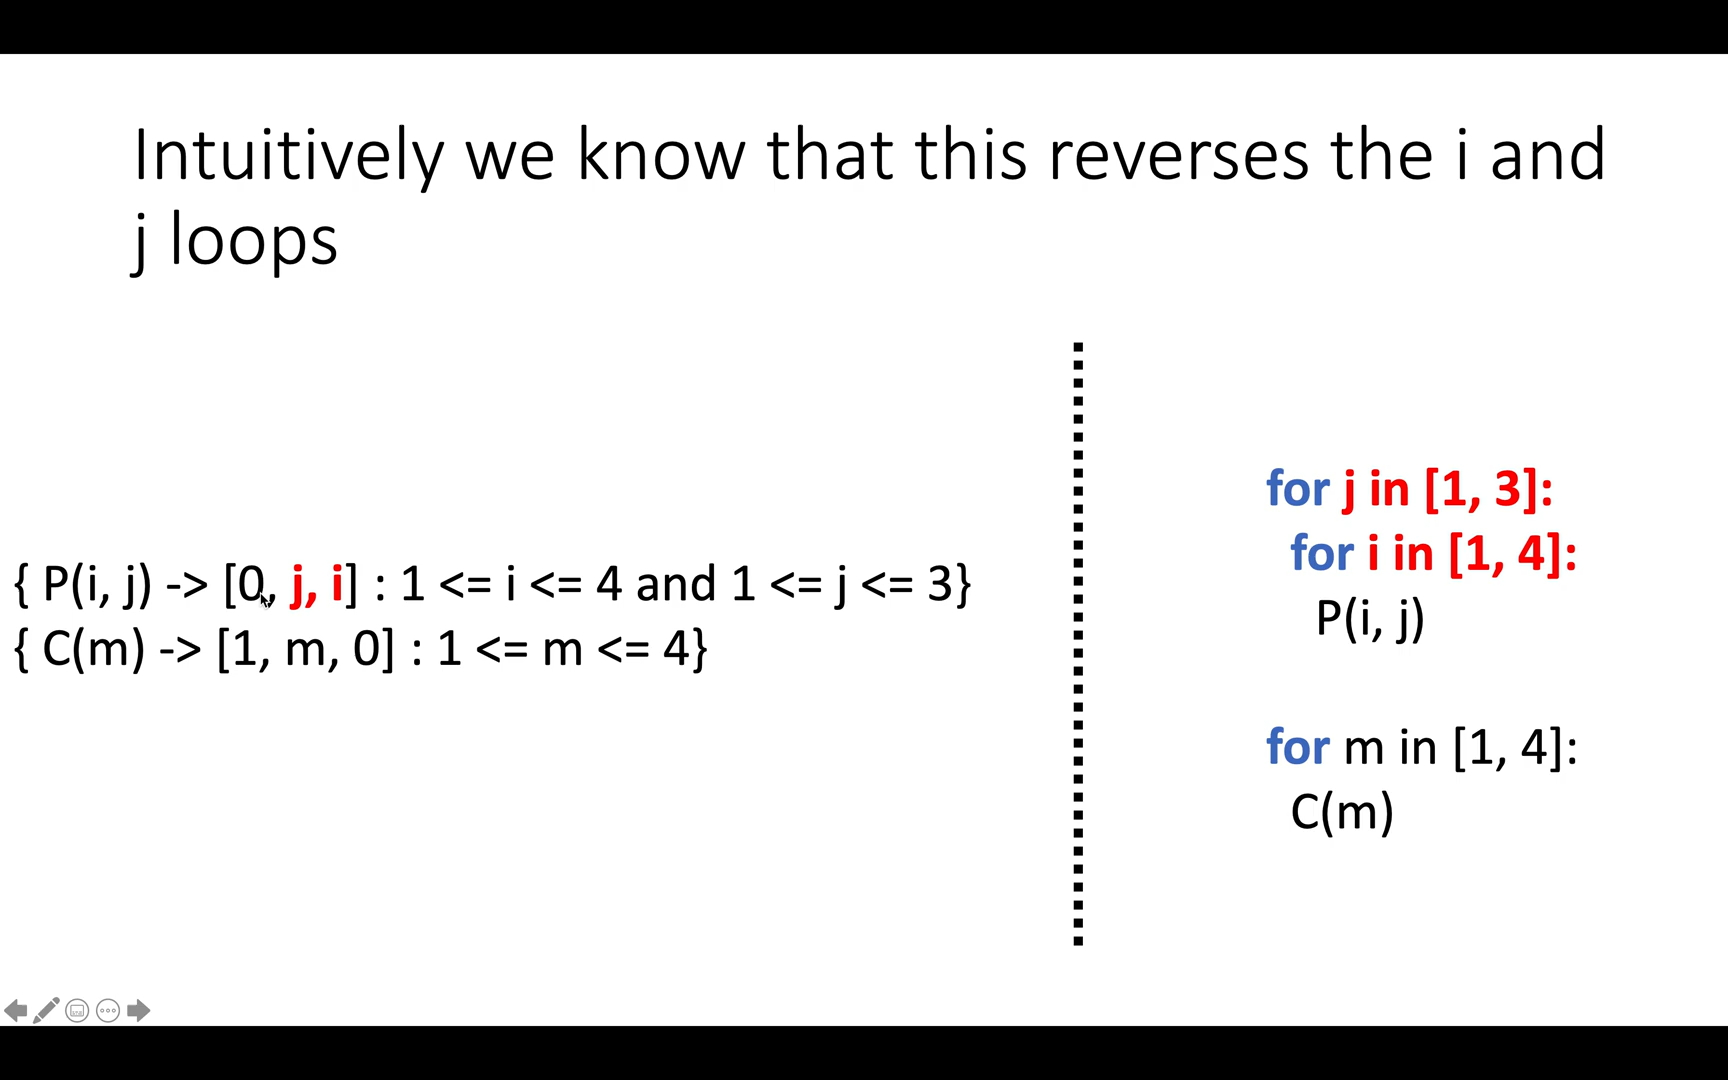 Intuitively we know that this reverses the i and
j loops
{ P(i, j) -> [0, j, i] : 1 <= i <= 4 and 1 <= j <= 3}
{ C(m) -> [1, m, 0] : 1 <= m <= 4}
for j in [1, 3]:
for i in [1, 4]:
P(i, j)
for m in [1, 4]:
C(m)